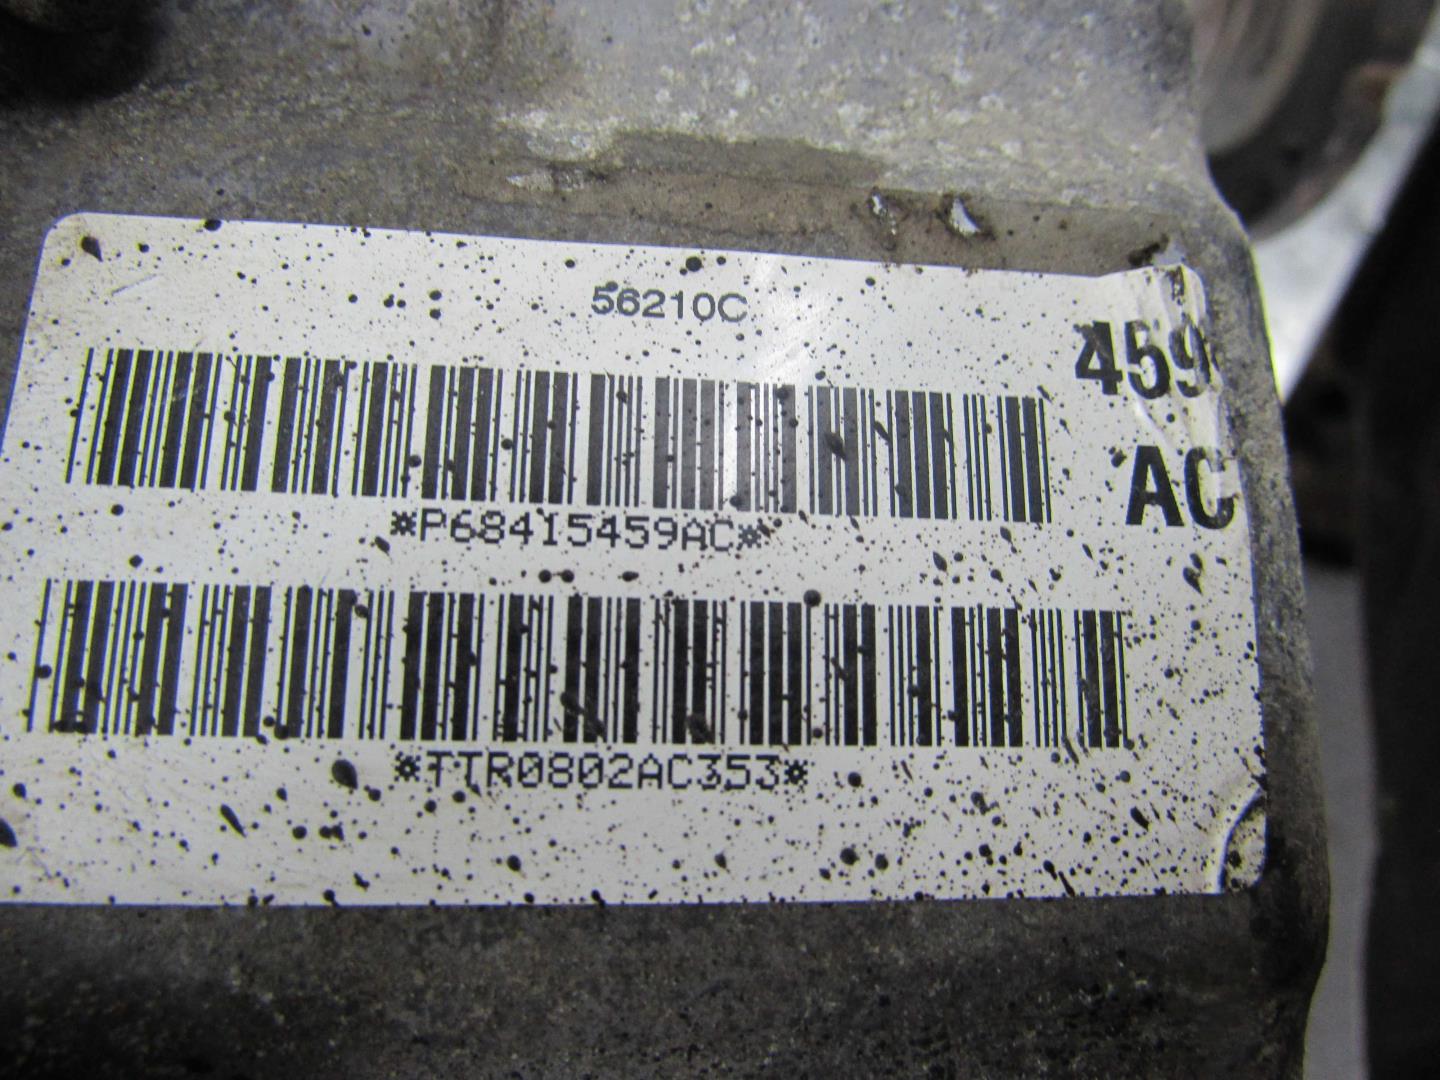 56210C
459
AC
*P68415459AC*
*TTR0802AC353*